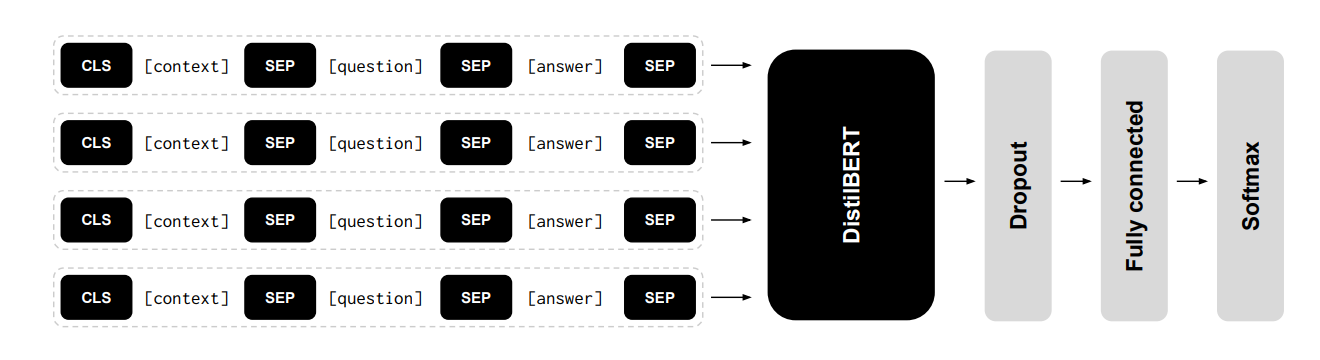 CLS [context] SEP [question] SEP [answer] SEP
CLS [context] SEP [question] SEP [answer] SEP
CLS [context] SEP [question] SEP [answer] SEP
CLS [context] SEP [question] SEP [answer] SEP
DistilBERT
Dropout
Fully connected
Softmax